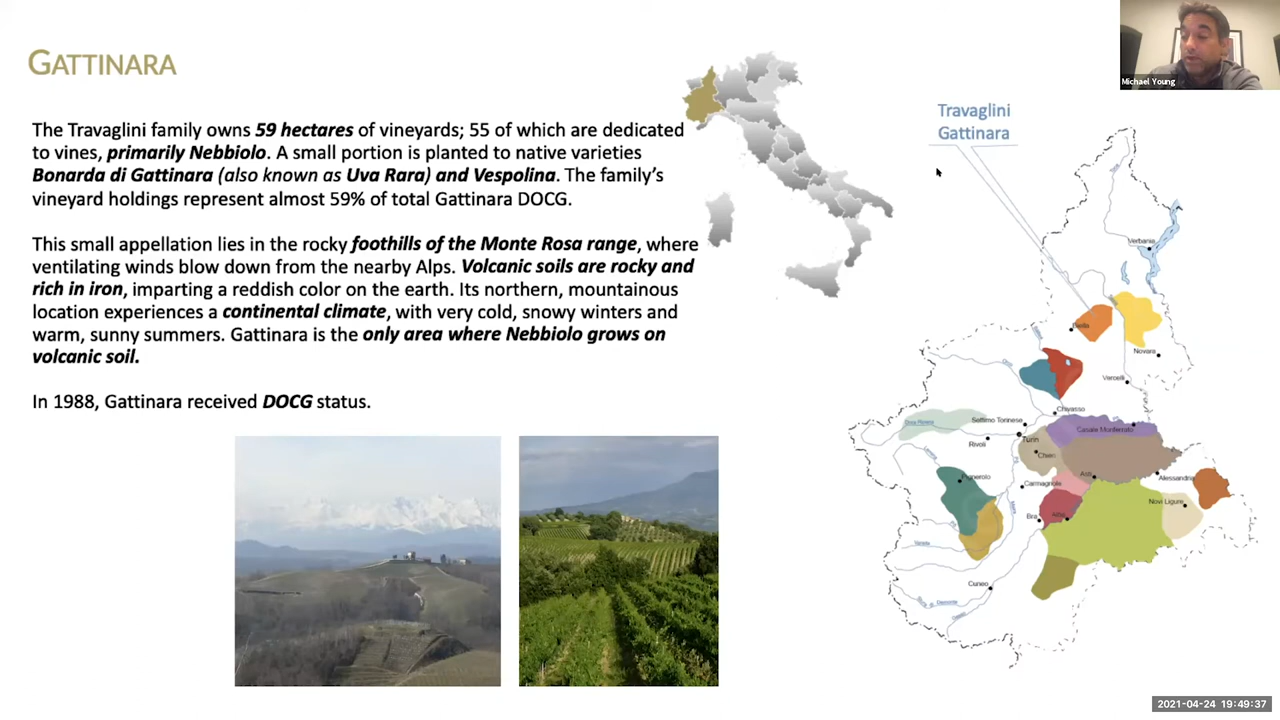 GATTINARA
Michael Young
The Travaglini family owns 59 hectares of vineyards; 55 of which are dedicated
to vines, primarily Nebbiolo. A small portion is planted to native varieties
Bonarda di Gattinara (also known as Uva Rara) and Vespolina. The family's
vineyard holdings represent almost 59% of total Gattinara DOCG.
This small appellation lies in the rocky foothills of the Monte Rosa range, where
ventilating winds blow down from the nearby Alps. Volcanic soils are rocky and
rich in iron, imparting a reddish color on the earth. Its northern, mountainous
location experiences a continental climate, with very cold, snowy winters and
warm, sunny summers. Gattinara is the only area where Nebbiolo grows on
volcanic soil.
In 1988, Gattinara received DOCG status.
Travaglini
Gattinara
Verbania
Biella
Novara
Vercelli
Chivasso
Settimo Torinese
Casale Monferrato
Rivoli
Turin
Chieri
Asti
Pinerolo
Carmagnola
Alessandria
Novi Ligure
Bra
Alba
Cuneo
2021-04-24 19:49:37